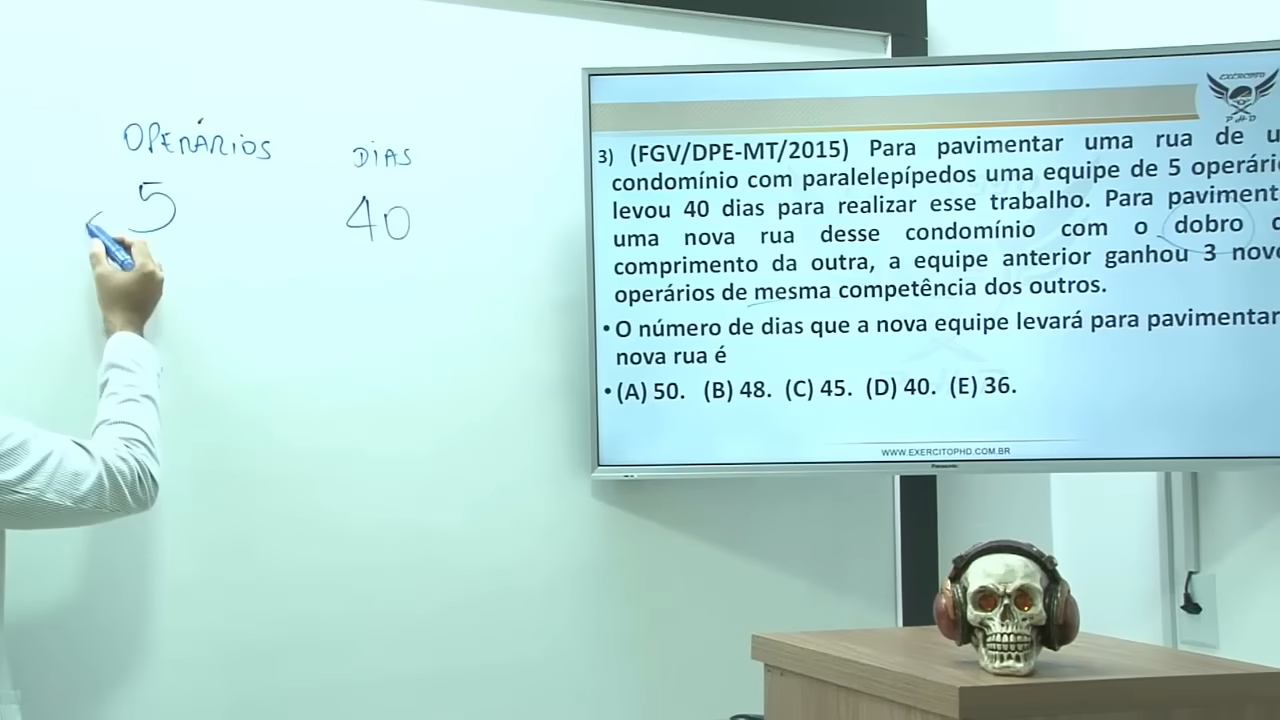 OPERÁRIOS DIAS
5 40
EXÉRCITO
PHD
3) (FGV/DPE-MT/2015) Para pavimentar uma rua de
condomínio com paralelepípedos uma equipe de 5
levou 40 dias para realizar esse trabalho. Para
uma nova rua desse condomínio com o dobro
comprimento da outra, a equipe anterior ganhou 3
operários de mesma competência dos outros.
• O número de dias que a nova equipe levará para pavimentar
nova rua é
• (A) 50. (B) 48. (C) 45. (D) 40. (E) 36.
WWW.EXERCITOPHD.COM.BR
Panasonic